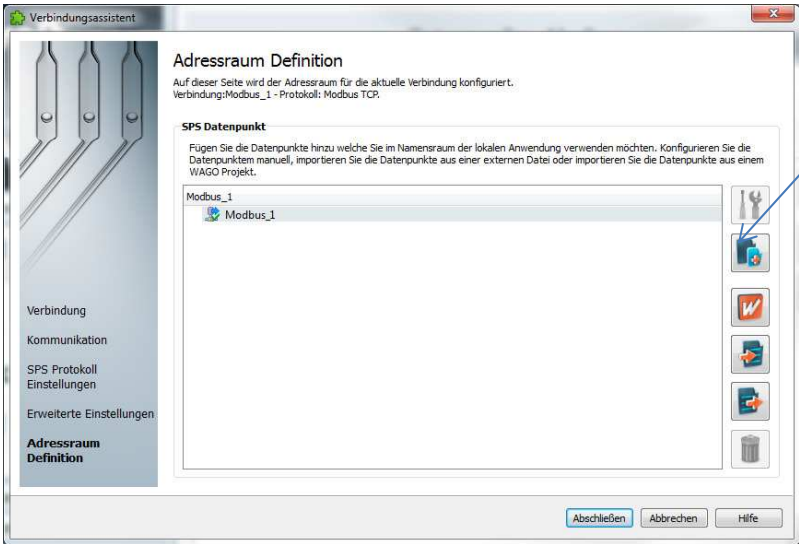 Verbindungsassistent
Adressraum Definition
Auf dieser Seite wird der Adressraum für die aktuelle Verbindung konfiguriert.
Verbindung:Modbus_1 - Protokoll: Modbus TCP.
SPS Datenpunkt
Fügen Sie die Datenpunkte hinzu welche Sie im Namensraum der lokalen Anwendung verwenden möchten. Konfigurieren Sie die
Datenpunktem manuell, importieren Sie die Datenpunkte aus einer externen Datei oder importieren Sie die Datenpunkte aus einem
WAGO Projekt.
Modbus_1
Modbus_1
Verbindung
Kommunikation
SPS Protokoll
Einstellungen
Erweiterte Einstellungen
Adressraum
Definition
Abschließen
Abbrechen
Hilfe